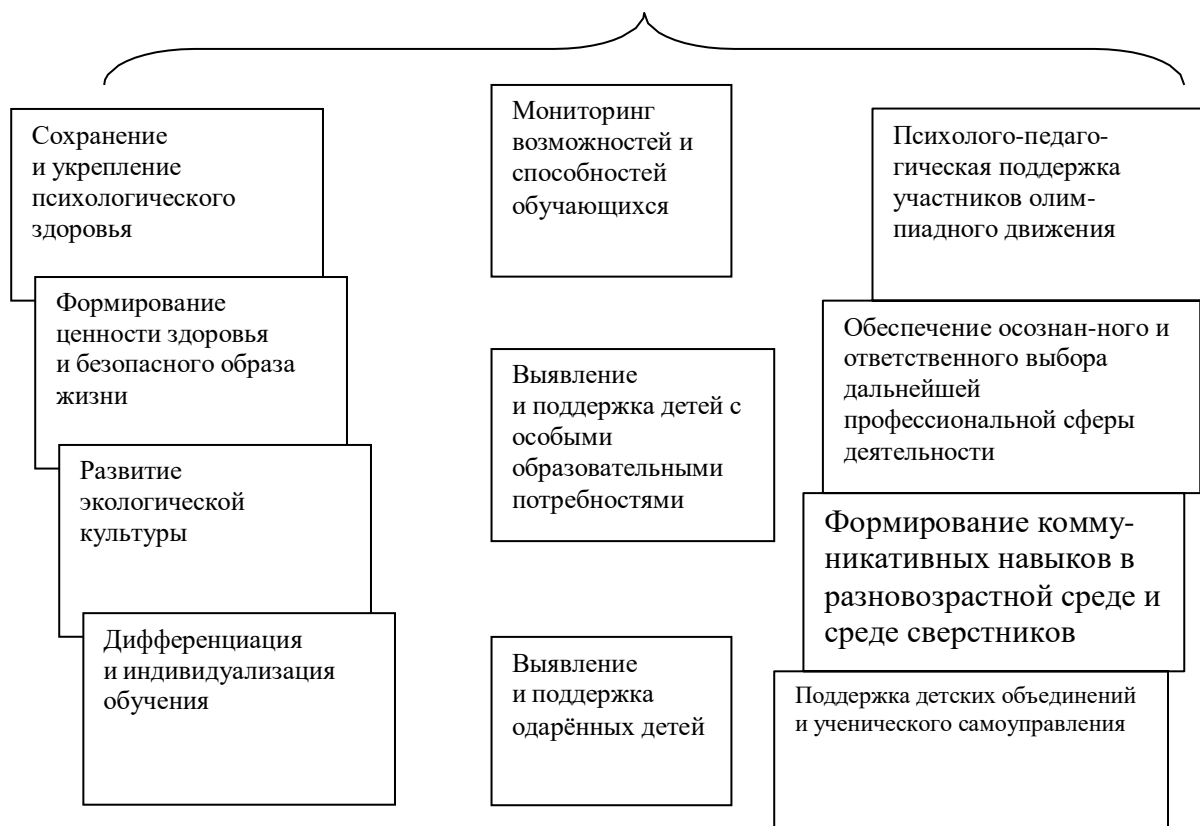 Сохранение
и укрепление
психологического
здоровья
Формирование
ценности здоровья
и безопасного образа
жизни
Развитие
экологической
культуры
Дифференциация
и индивидуализация
обучения
Мониторинг
возможностей и
способностей
обучающихся
Выявление
и поддержка детей с
особыми
образовательными
потребностями
Выявление
и поддержка
одарённых детей
Психолого-педаго-
гическая поддержка
участников олим-
пиадного движения
Обеспечение осознан-ного и
ответственного выбора
дальнейшей
профессиональной сферы
деятельности
Формирование комму-
никативных навыков в
разновозрастной среде и
среде сверстников
Поддержка детских объединений
и ученического самоуправления